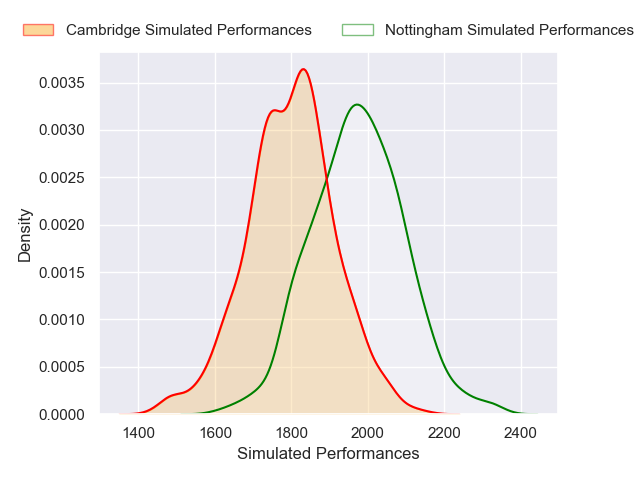 Cambridge Simulated Performances Nottingham Simulated Performances
0.0035
0.0030
0.0025
0.0020
0.0015
0.0010
0.0005
0.0000
Density
1400 1600 1800 2000 2200 2400
Simulated Performances